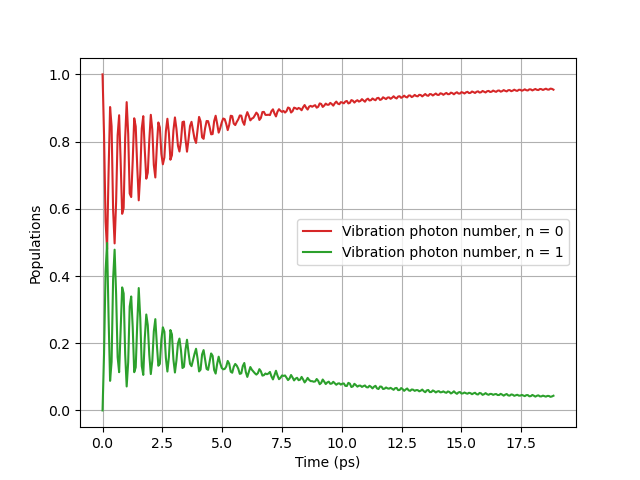 1.0
0.8
0.6
0.4
0.2
0.0
Populations
Vibration photon number, n = 0
Vibration photon number, n = 1
0.0 2.5 5.0 7.5 10.0 12.5 15.0 17.5
Time (ps)